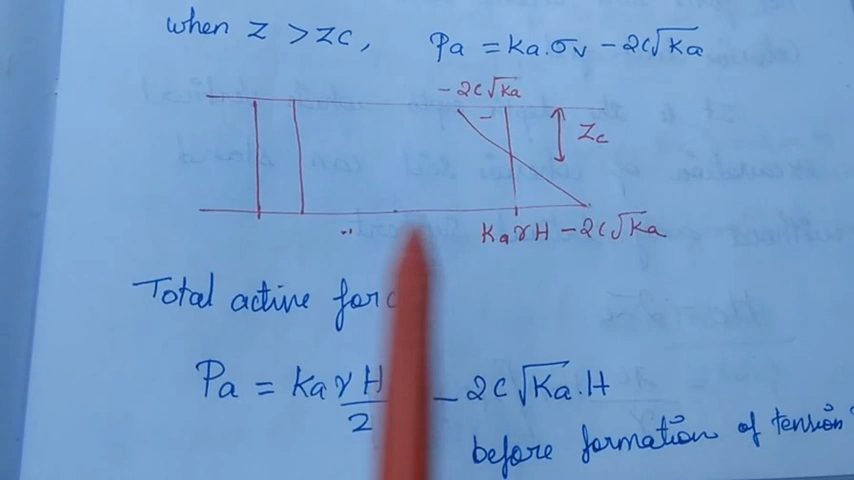 when z > zc, Pa = Ka.σv - 2c√Ka
- 2c√Ka
-
Zc
KaγH - 2c√Ka
Total active forc
Pa = KaγH/2 - 2c√Ka.H
before formation of tension